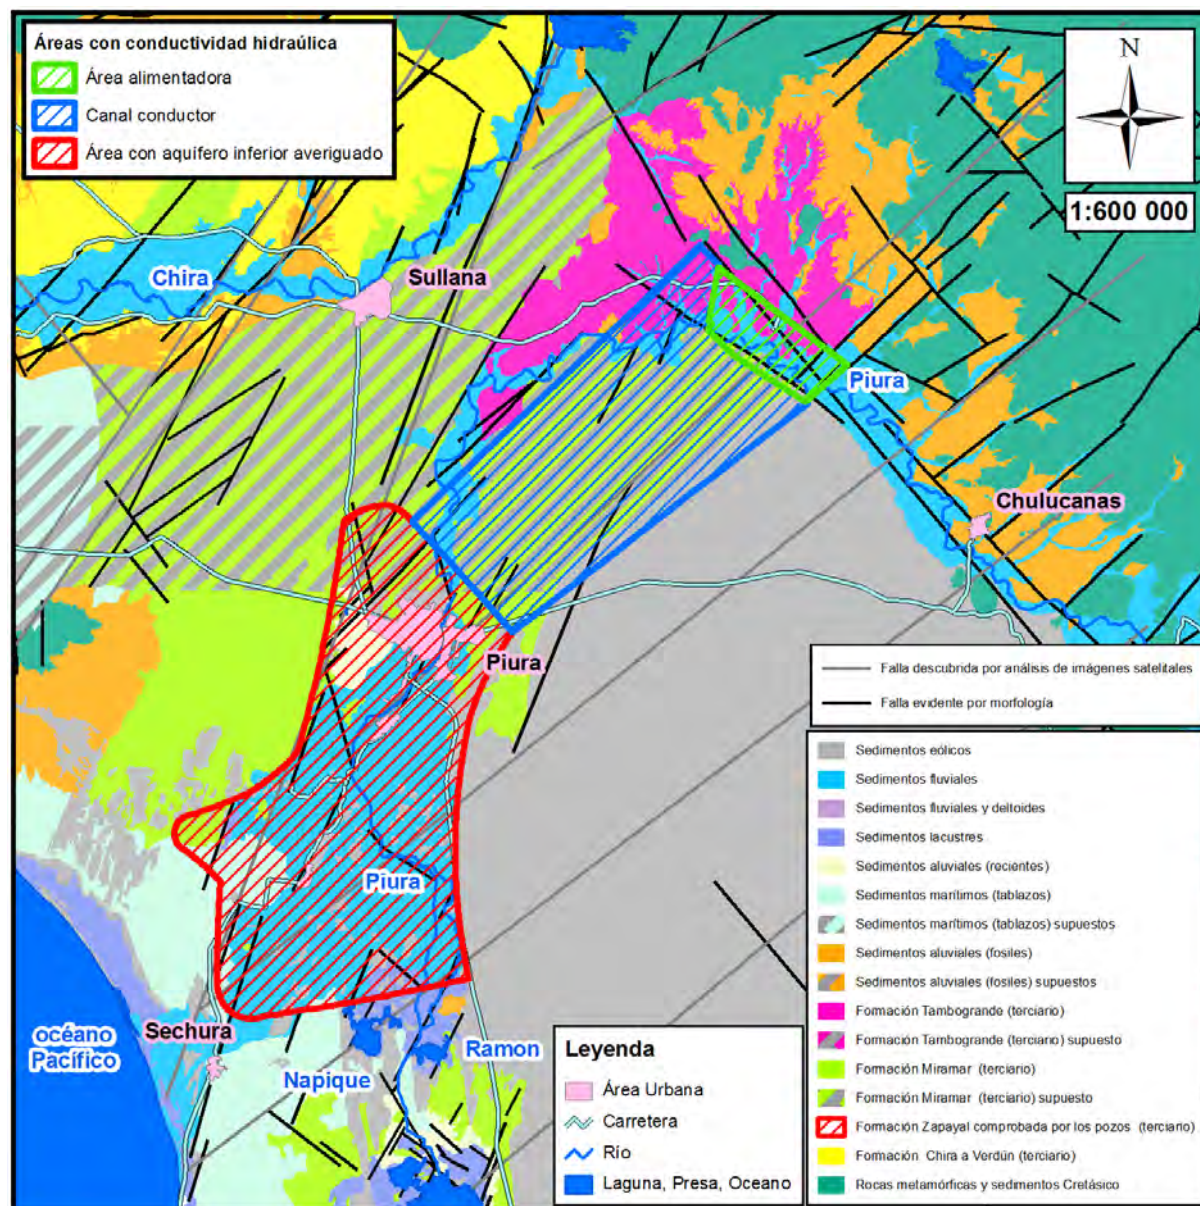 Áreas con conductividad hidraúlica
Área alimentadora
Canal conductor
Área con aquífero inferior averiguado
N
1:600 000
Chira
Sullana
Piura
Chulucanas
Piura
Piura
Sechura
océano
Pacífico
Napique
Ramon
Falla descubrida por análisis de imágenes satelitales
Falla evidente por morfología
Leyenda
Área Urbana
Carretera
Río
Laguna, Presa, Oceano
Sedimentos eólicos
Sedimentos fluviales
Sedimentos fluviales y deltoides
Sedimentos lacustres
Sedimentos aluviales (recientes)
Sedimentos marítimos (tablazos)
Sedimentos marítimos (tablazos) supuestos
Sedimentos aluviales (fosiles)
Sedimentos aluviales (fosiles) supuestos
Formación Tambogrande (terciario)
Formación Tambogrande (terciario) supuesto
Formación Miramar (terciario)
Formación Miramar (terciario) supuesto
Formación Zapayal comprobada por los pozos (terciario)
Formación Chira a Verdún (terciario)
Rocas metamórficas y sedimentos Cretásico